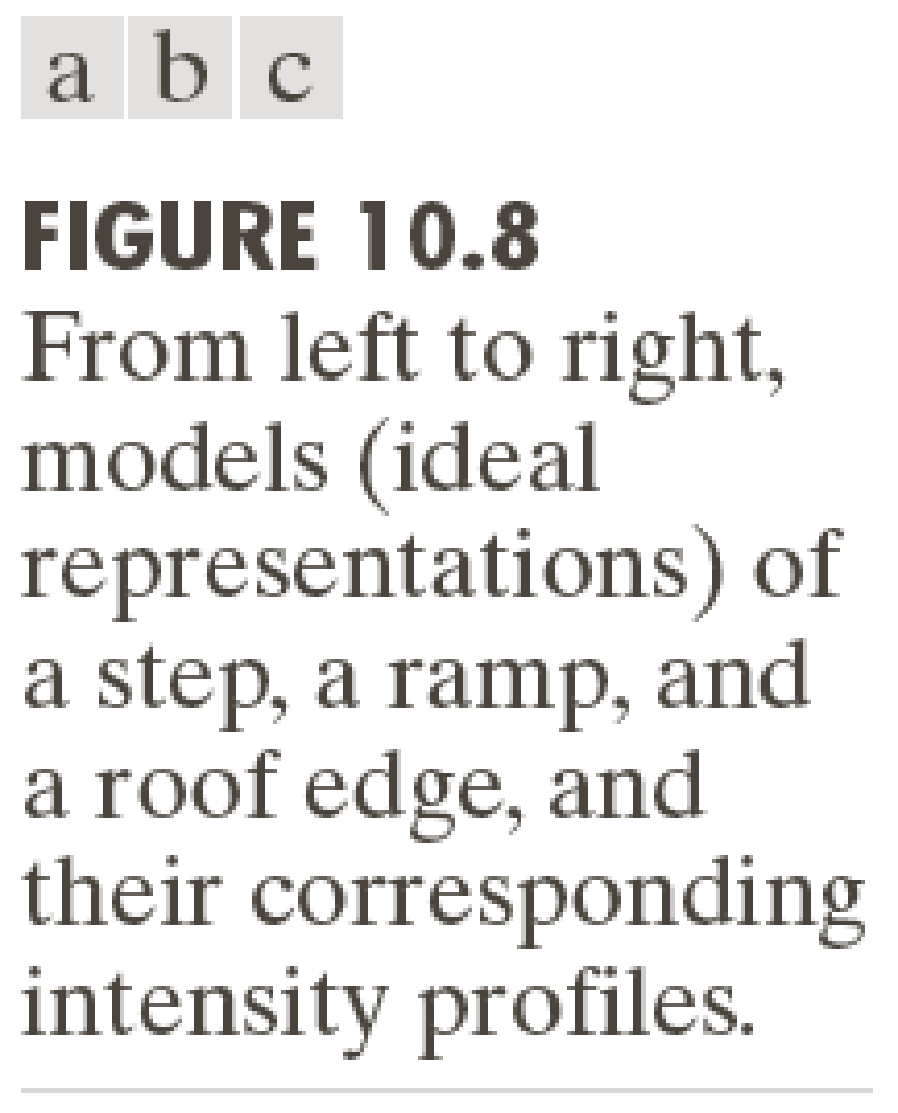 a b c
FIGURE 10.8
From left to right,
models (ideal
representations) of
a step, a ramp, and
a roof edge, and
their corresponding
intensity profiles.